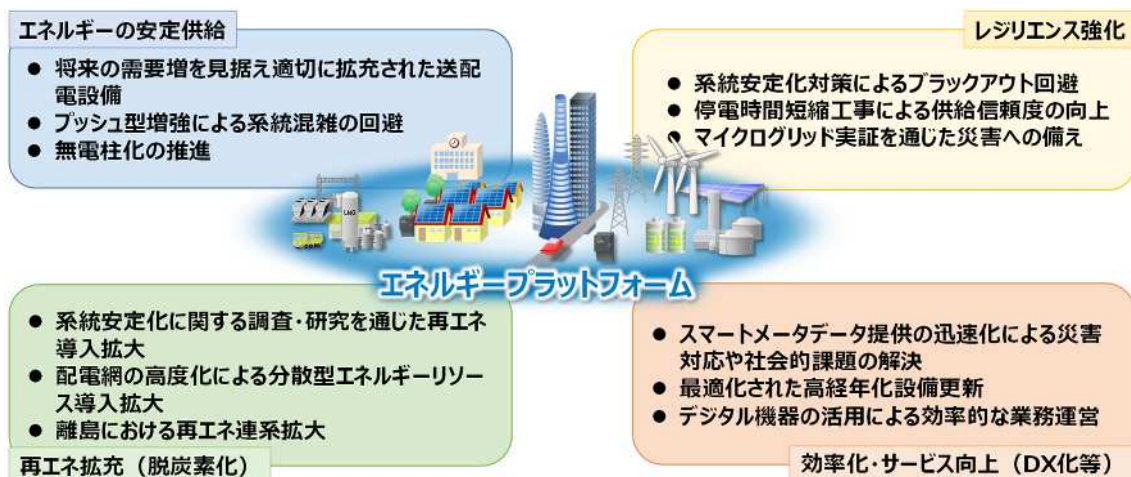 エネルギーの安定供給
● 将来の需要増を見据え適切に拡充された送配
電設備
● プッシュ型増強による系統混雑の回避
● 無電柱化の推進
レジリエンス強化
● 系統安定化対策によるブラックアウト回避
● 停電時間短縮工事による供給信頼度の向上
● マイクログリッド実証を通じた災害への備え
LNG
エネルギープラットフォーム
● 系統安定化に関する調査・研究を通じた再エネ
導入拡大
● 配電網の高度化による分散型エネルギーリソー
ス導入拡大
● 離島における再エネ連系拡大
再エネ拡充（脱炭素化）
● スマートメータデータ提供の迅速化による災害
対応や社会的課題の解決
● 最適化された高経年化設備更新
● デジタル機器の活用による効率的な業務運営
効率化・サービス向上（DX化等）